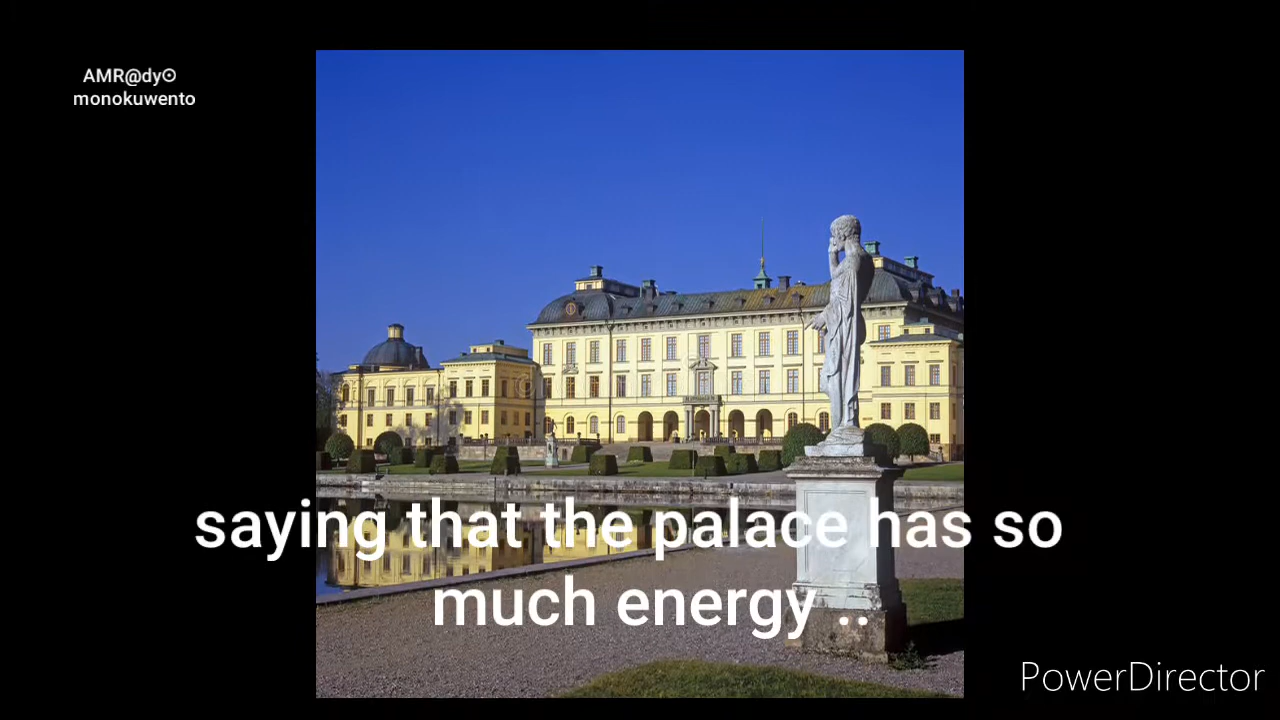 AMR@dy⊙
monokuwento
saying that the palace has so
much energy ..
PowerDirector